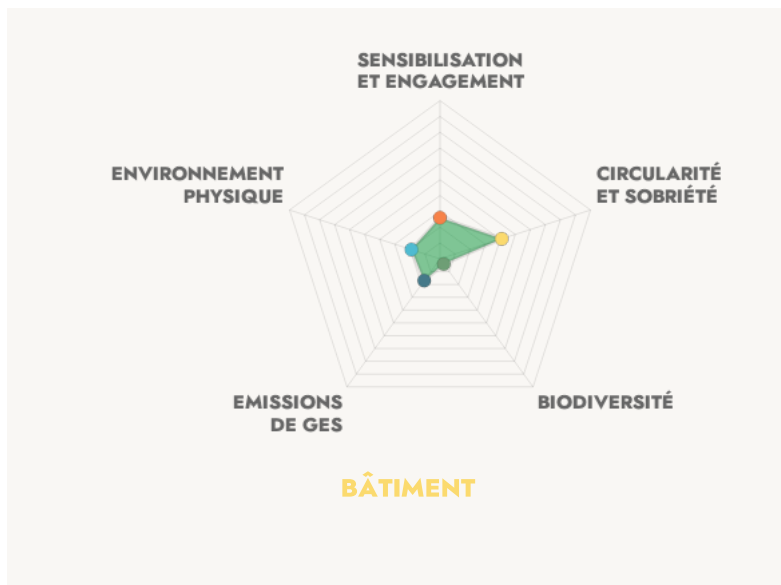 SENSIBILISATION
ET ENGAGEMENT
ENVIRONNEMENT
PHYSIQUE
CIRCULARITÉ
ET SOBRIÉTÉ
EMISSIONS
DE GES
BIODIVERSITÉ
BÂTIMENT